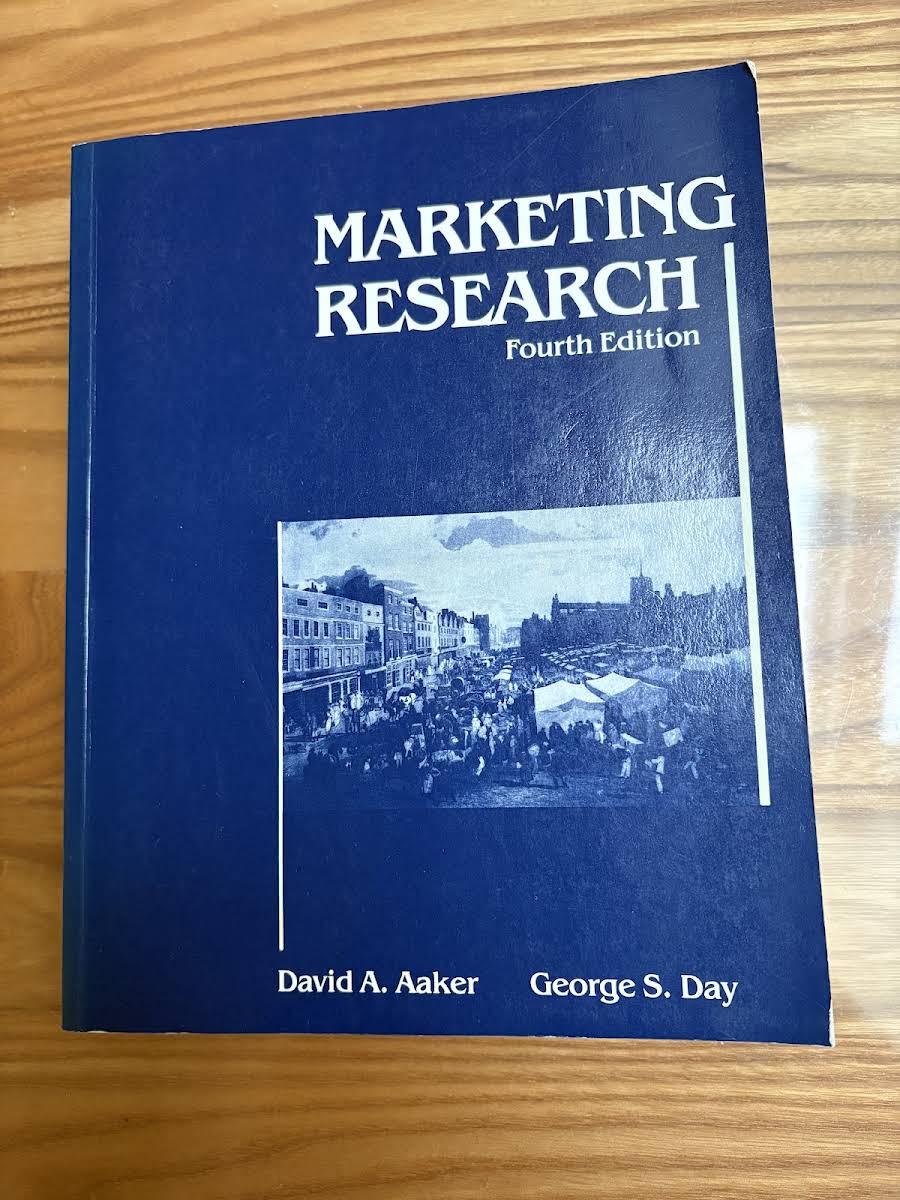 MARKETING
RESEARCH
Fourth Edition
David A. Aaker George S. Day